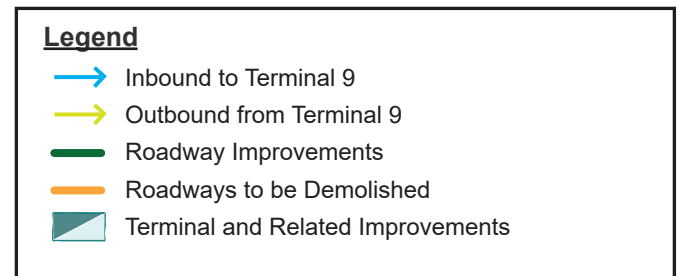 Legend
Inbound to Terminal 9
Outbound from Terminal 9
Roadway Improvements
Roadways to be Demolished
Terminal and Related Improvements